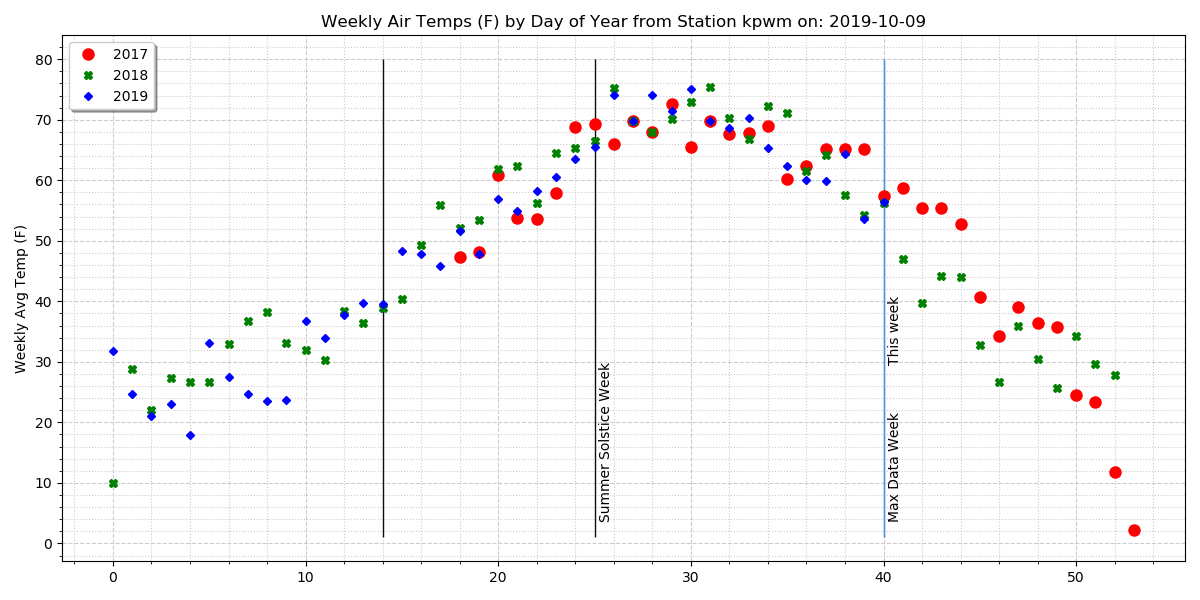 Weekly Air Temps (F) by Day of Year from Station kpwm on: 2019-10-09
2017
2018
2019
80
70
60
50
40
30
20
10
0
Weekly Avg Temp (F)
Summer Solstice Week
This week
Max Data Week
0 10 20 30 40 50